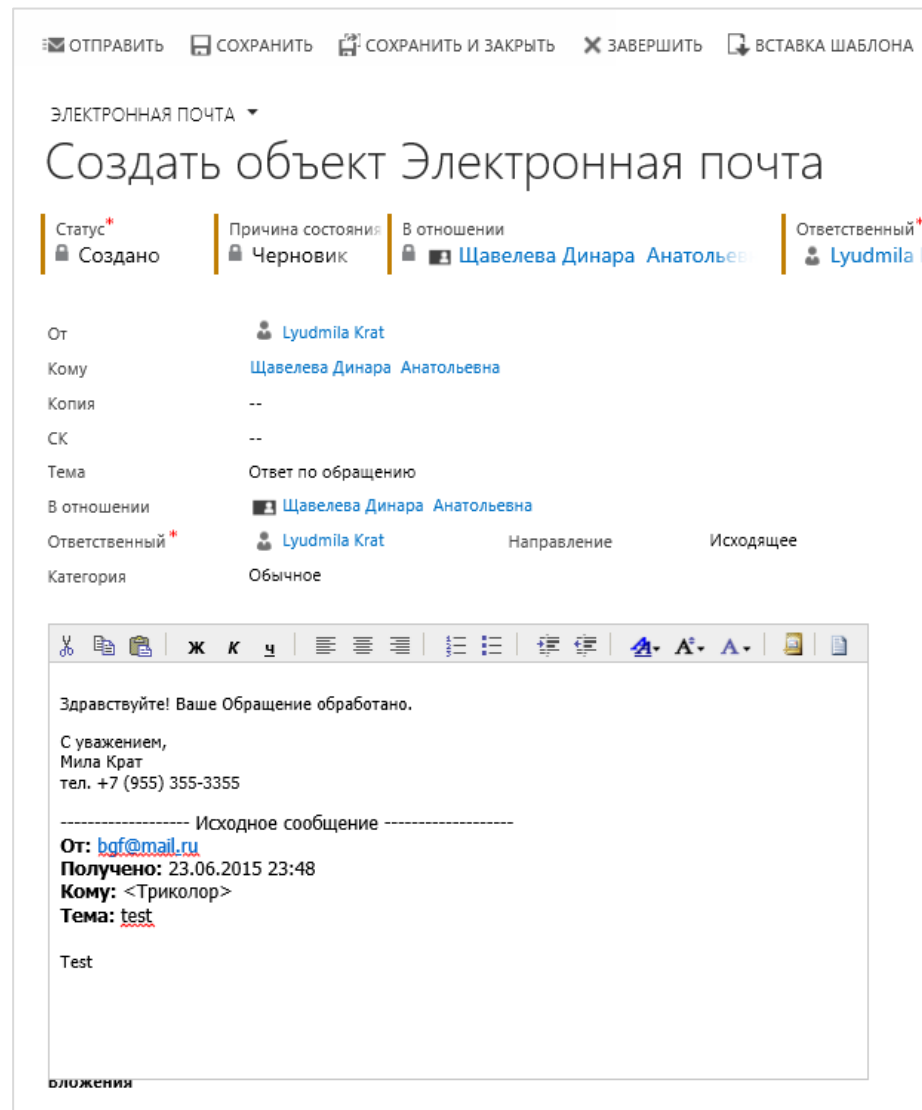 ОТПРАВИТЬ СОХРАНИТЬ СОХРАНИТЬ И ЗАКРЫТЬ ЗАВЕРШИТЬ ВСТАВКА ШАБЛОНА
ЭЛЕКТРОННАЯ ПОЧТА
Создать объект Электронная почта
Статус* Причина состояния В отношении Ответственный*
Создано Черновик Щавелева Динара Анатольев Lyudmila
От Lyudmila Krat
Кому Щавелева Динара Анатольевна
Копия --
СК --
Тема Ответ по обращению
В отношении Щавелева Динара Анатольевна
Ответственный* Lyudmila Krat Направление Исходящее
Категория Обычное
Ж К Ч
Здравствуйте! Ваше Обращение обработано.
С уважением,
Мила Крат
тел. +7 (955) 355-3355
------------------- Исходное сообщение -------------------
От: bgf@mail.ru
Получено: 23.06.2015 23:48
Кому: <Триколор>
Тема: test
Test
Вложения